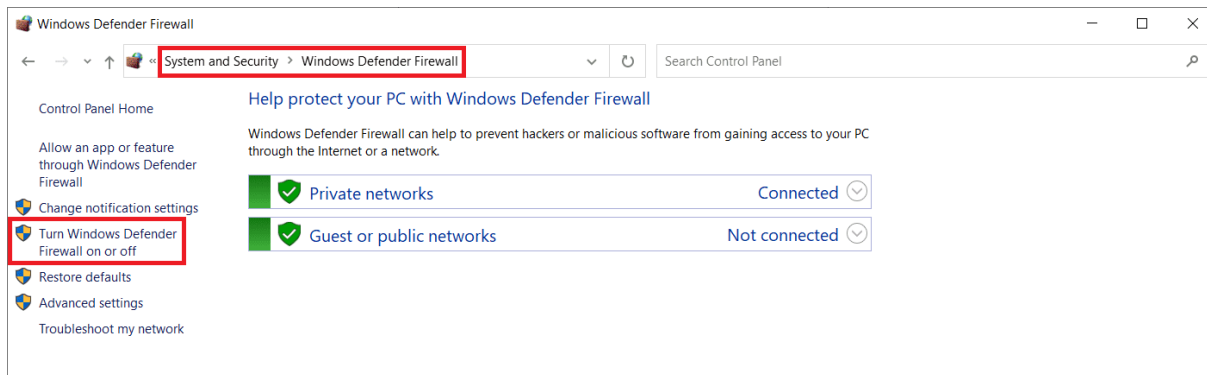 Windows Defender Firewall
« System and Security > Windows Defender Firewall
Search Control Panel
Control Panel Home
Allow an app or feature
through Windows Defender
Firewall
Change notification settings
Turn Windows Defender
Firewall on or off
Restore defaults
Advanced settings
Troubleshoot my network
Help protect your PC with Windows Defender Firewall
Windows Defender Firewall can help to prevent hackers or malicious software from gaining access to your PC
through the Internet or a network.
Private networks Connected
Guest or public networks Not connected